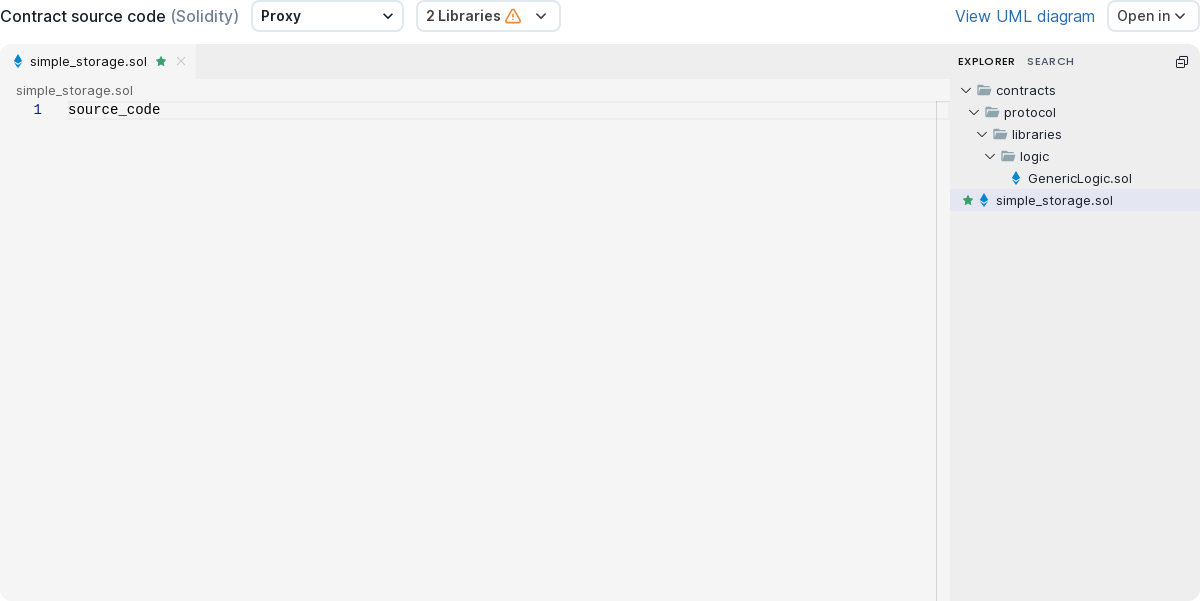 Contract source code (Solidity) Proxy 2 Libraries View UML diagram Open in
simple_storage.sol
simple_storage.sol
1 source_code
EXPLORER SEARCH
contracts
protocol
libraries
logic
GenericLogic.sol
simple_storage.sol